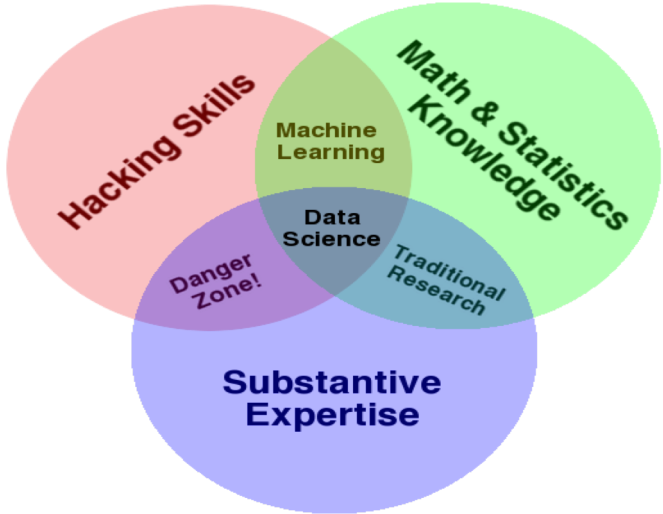 Hacking Skills
Math & Statistics
Knowledge
Machine
Learning
Data
Science
Danger
Zone!
Traditional
Research
Substantive
Expertise